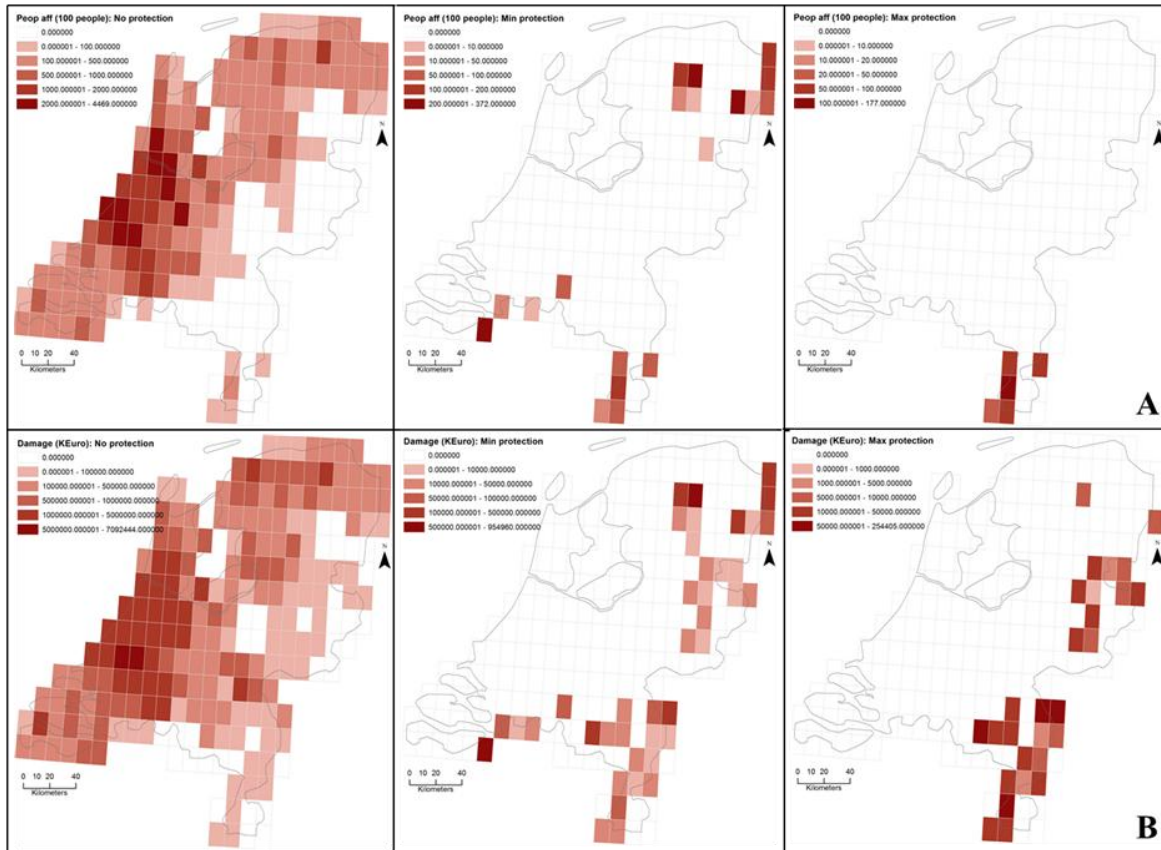 Peop aff (100 people): No protection
0.000000
0.000001 - 100.000000
100.000001 - 500.000000
500.000001 - 1000.000000
1000.000001 - 2000.000000
2000.000001 - 4469.000000
N
0 10 20 40
Kilometers
Peop aff (100 people): Min protection
0.000000
0.000001 - 10.000000
10.000001 - 50.000000
50.000001 - 100.000000
100.000001 - 200.000000
200.000001 - 372.000000
N
0 10 20 40
Kilometers
Peop aff (100 people): Max protection
0.000000
0.000001 - 10.000000
10.000001 - 20.000000
20.000001 - 50.000000
50.000001 - 100.000000
100.000001 - 177.000000
N
0 10 20 40
Kilometers
A
Damage (KEuro): No protection
0.000000
0.000001 - 100000.000000
100000.000001 - 500000.000000
500000.000001 - 1000000.000000
1000000.000001 - 5000000.000000
5000000.000001 - 7092444.000000
N
0 10 20 40
Kilometers
Damage (KEuro): Min protection
0.000000
0.000001 - 10000.000000
10000.000001 - 50000.000000
50000.000001 - 100000.000000
100000.000001 - 500000.000000
500000.000001 - 954960.000000
N
0 10 20 40
Kilometers
Damage (KEuro): Max protection
0.000000
0.000001 - 1000.000000
1000.000001 - 5000.000000
5000.000001 - 10000.000000
10000.000001 - 50000.000000
50000.000001 - 254405.000000
N
0 10 20 40
Kilometers
B